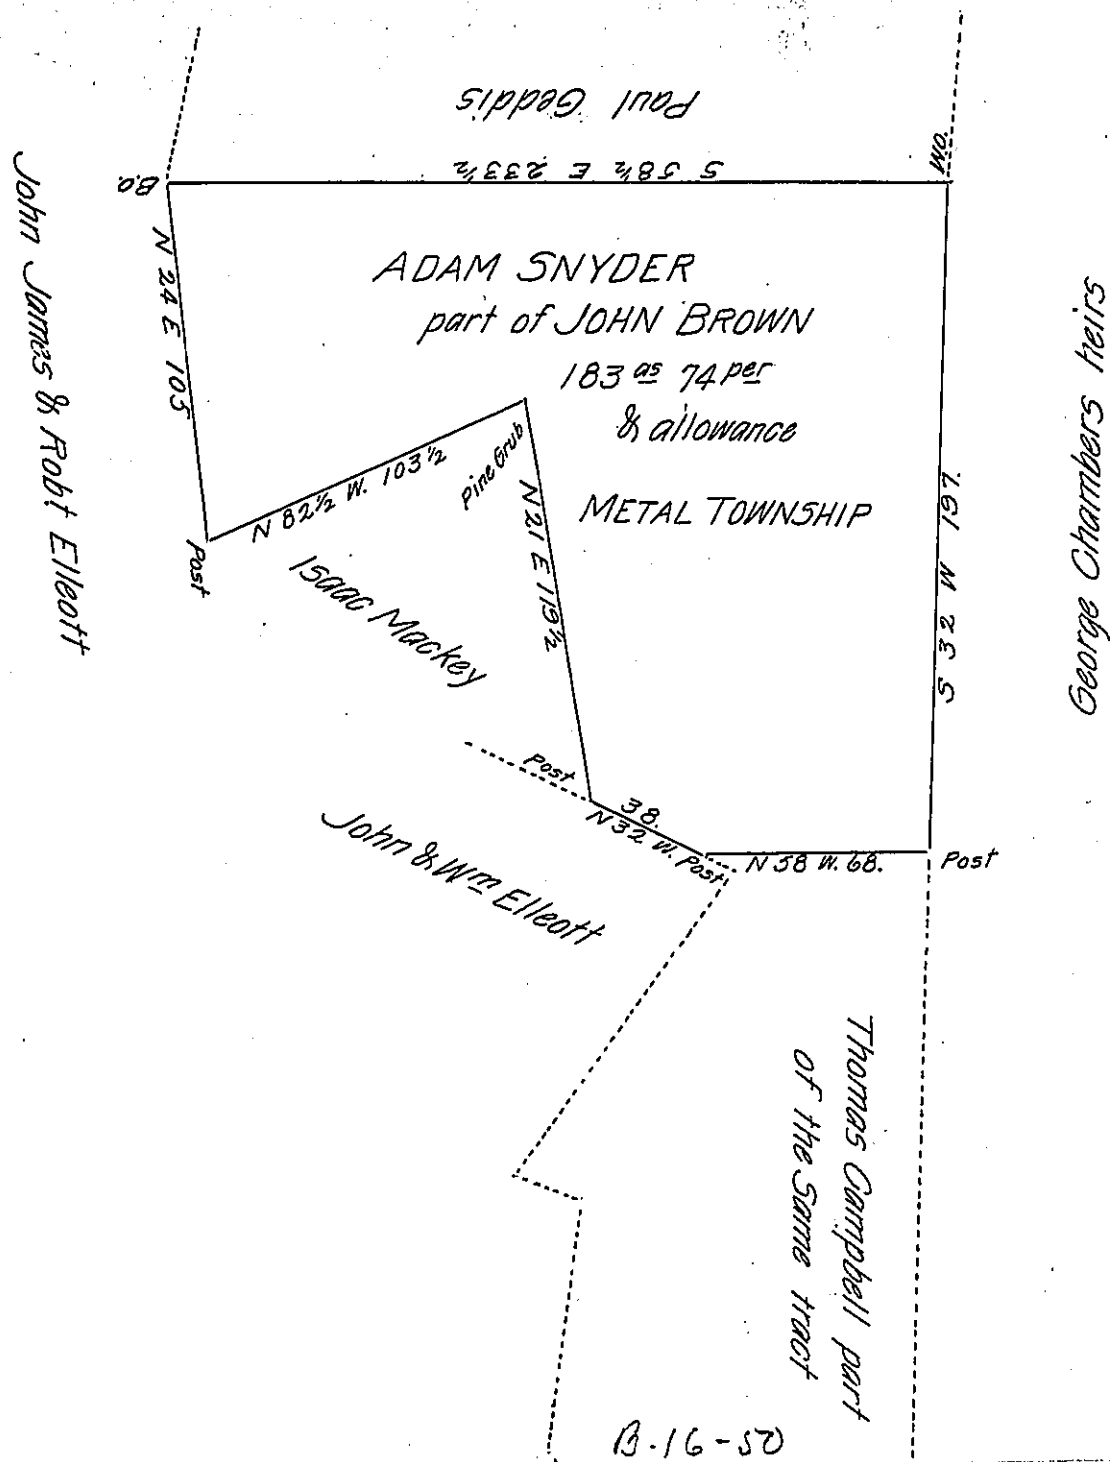 Paul Geddis
S 58½ E 233½
B.O.
WO.
John James & Robt Elleott
N 24 E 105
ADAM SNYDER
part of JOHN BROWN
183 as 74 per
& allowance
METAL TOWNSHIP
George Chambers heirs
S 32 W 197.
N 82½ W. 103½
Pine Grub
N 21 E 119½
Post
Isaac Mackey
Post
38.
N 32 W. Post
N 58 W. 68.
Post
John & Wm Elleott
Thomas Campbell part
of the Same tract
B-16-50